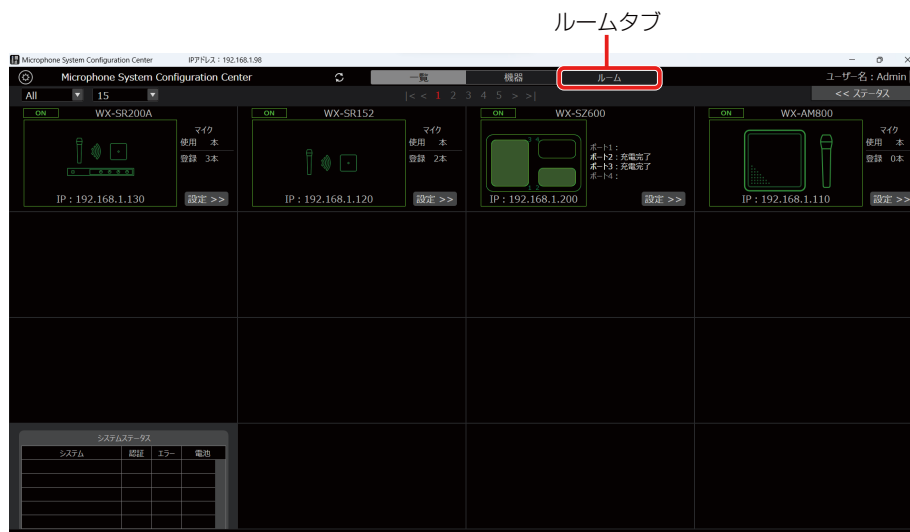 ルームタブ
Microphone System Configuration Center IPアドレス：192.168.1.98
Microphone System Configuration Center 一覧 機器 ルーム ユーザー名：Admin
All 15 |< < 1 2 3 4 5 > >| << ステータス
ON WX-SR200A
マイク
使用 本
登録 3本
IP：192.168.1.130 設定 >>
ON WX-SR152
マイク
使用 本
登録 2本
IP：192.168.1.120 設定 >>
ON WX-SZ600
3 4
ポート1：
ポート2：充電完了
ポート3：充電完了
ポート4：
1 2
IP：192.168.1.200 設定 >>
ON WX-AM800
マイク
使用 本
登録 0本
IP：192.168.1.110 設定 >>
システムステータス
システム 認証 エラー 電池